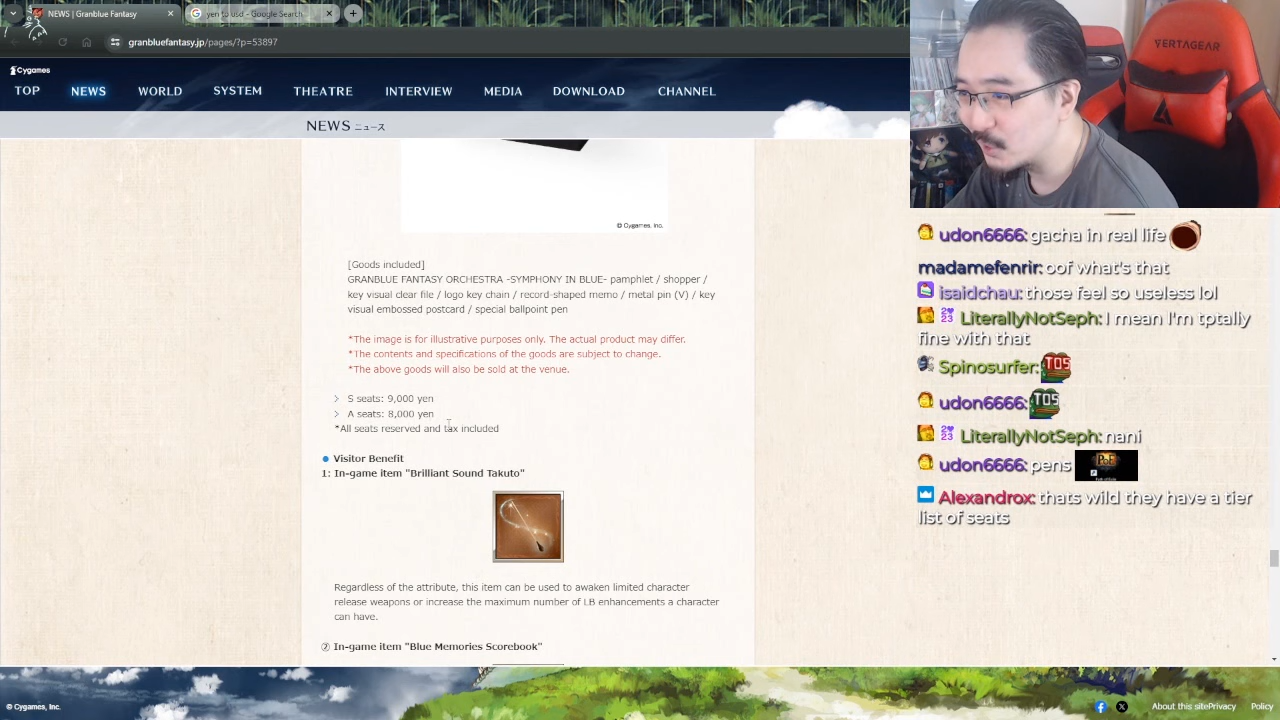 NEWS | Granblue Fantasy
yen to usd - Google Search
granbluefantasy.jp/pages/?p=53897
Cygames
TOP NEWS WORLD SYSTEM THEATRE INTERVIEW MEDIA DOWNLOAD CHANNEL
NEWS ニュース
© Cygames, Inc.
[Goods included]
GRANBLUE FANTASY ORCHESTRA -SYMPHONY IN BLUE- pamphlet / shopper /
key visual clear file / logo key chain / record-shaped memo / metal pin (V) / key
visual embossed postcard / special ballpoint pen
*The image is for illustrative purposes only. The actual product may differ.
*The contents and specifications of the goods are subject to change.
*The above goods will also be sold at the venue.
> S seats: 9,000 yen
> A seats: 8,000 yen
*All seats reserved and tax included
● Visitor Benefit
1: In-game item "Brilliant Sound Takuto"
Regardless of the attribute, this item can be used to awaken limited character
release weapons or increase the maximum number of LB enhancements a character
can have.
② In-game item "Blue Memories Scorebook"
© Cygames, Inc.
About this site Privacy Policy
VERTAGEAR
udon6666: gacha in real life
madamefenrir: oof what's that
isaidchau: those feel so useless lol
LiterallyNotSeph: I mean I'm tptally
fine with that
Spinosurfer: TOS
udon6666: TOS
LiterallyNotSeph: nani
udon6666: pens
Alexandrox: thats wild they have a tier
list of seats